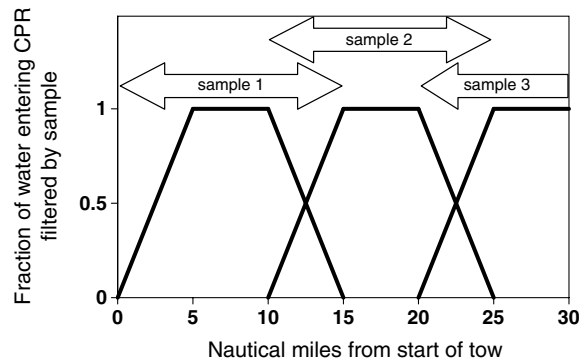 Fraction of water entering CPR
filtered by sample
sample 2
sample 1
sample 3
1
0.5
0
0 5 10 15 20 25 30
Nautical miles from start of tow